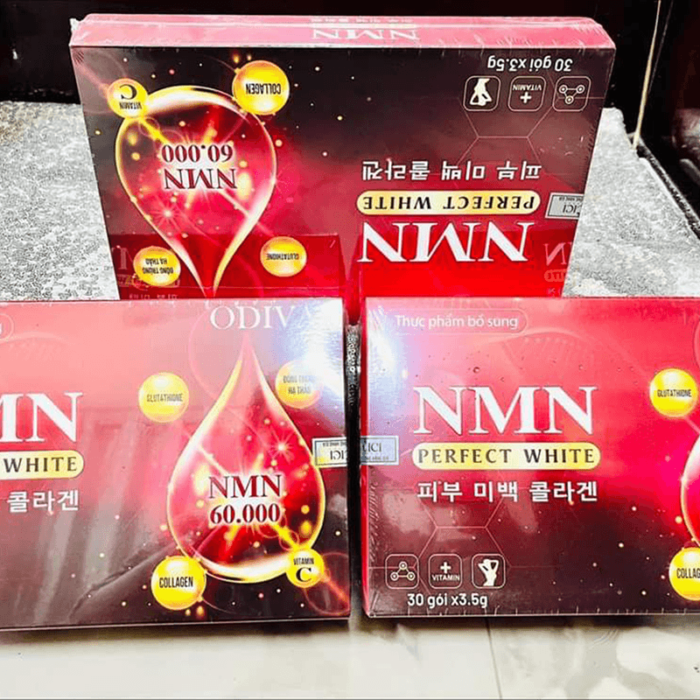 NMN
30 gói x3.5g
VITAMIN
COLLAGEN
VITAMIN
C
NMN
60.000
피부 미백 콜라겐
PERFECT WHITE
NMN
GLUTATHIONE
ĐÔNG TRÙNG
HẠ THẢO
ODIVA
GLUTATHIONE
ĐÔNG TRÙNG
HẠ THẢO
MN
WHITE
콜라겐
NMN
60.000
COLLAGEN
VITAMIN
C
Thực phẩm bổ sung
NMN
PERFECT WHITE
피부 미백 콜라겐
VITAMIN
30 gói x3.5g
GLUTATHIONE